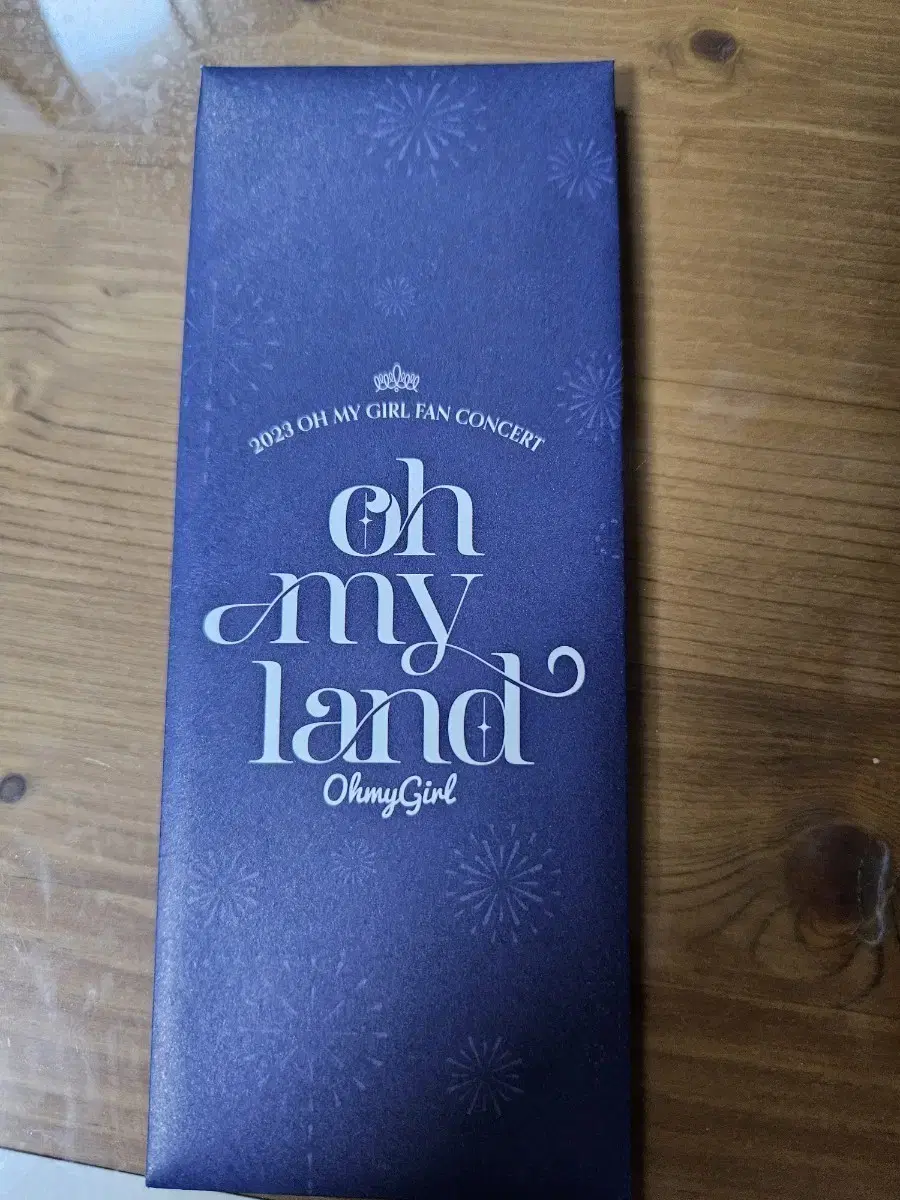 2023 OH MY GIRL FAN CONCERT
oh
my
land
OhmyGirl